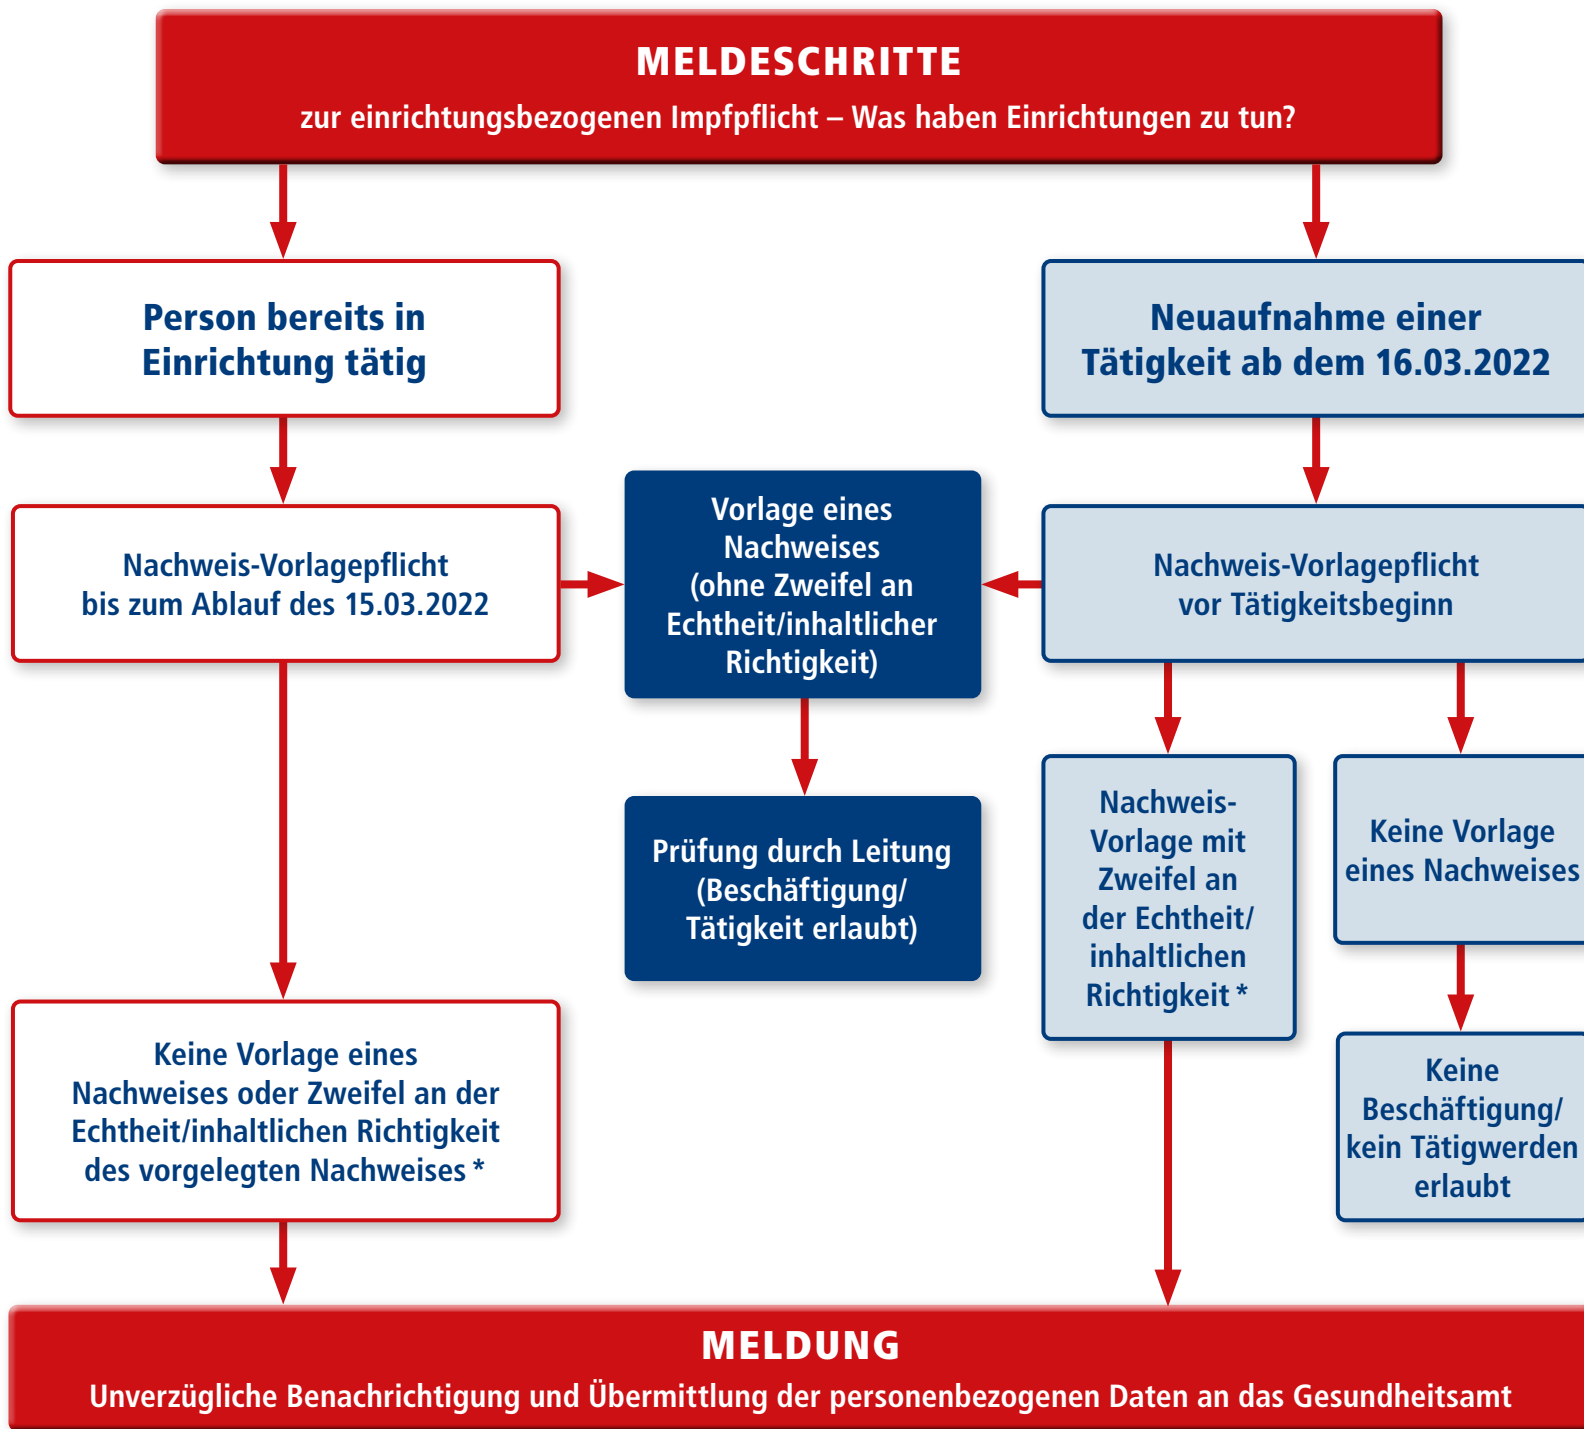 MELDESCHRITTE
zur einrichtungsbezogenen Impfpflicht – Was haben Einrichtungen zu tun?
Person bereits in
Einrichtung tätig
Neuaufnahme einer
Tätigkeit ab dem 16.03.2022
Nachweis-Vorlagepflicht
bis zum Ablauf des 15.03.2022
Vorlage eines
Nachweises
(ohne Zweifel an
Echtheit/inhaltlicher
Richtigkeit)
Nachweis-Vorlagepflicht
vor Tätigkeitsbeginn
Prüfung durch Leitung
(Beschäftigung/
Tätigkeit erlaubt)
Nachweis-
Vorlage mit
Zweifel an
der Echtheit/
inhaltlichen
Richtigkeit *
Keine Vorlage
eines Nachweises
Keine Vorlage eines
Nachweises oder Zweifel an der
Echtheit/inhaltlichen Richtigkeit
des vorgelegten Nachweises *
Keine
Beschäftigung/
kein Tätigwerden
erlaubt
MELDUNG
Unverzügliche Benachrichtigung und Übermittlung der personenbezogenen Daten an das Gesundheitsamt